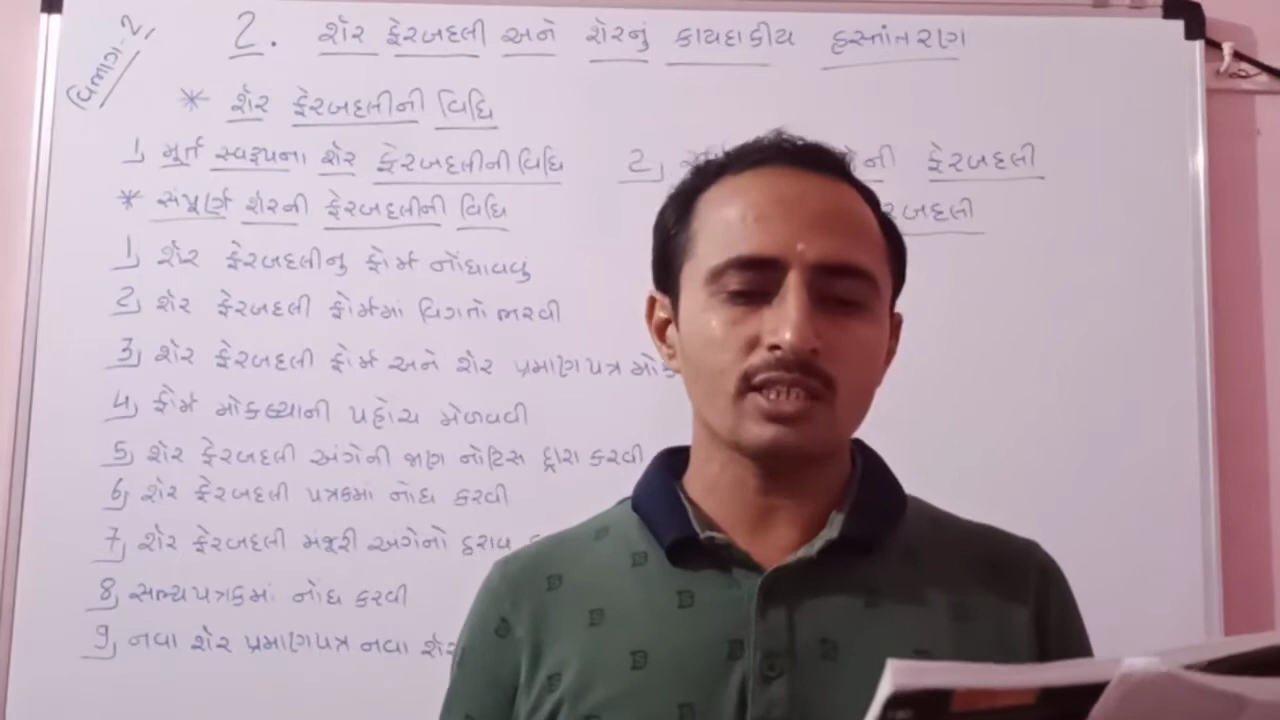 વિભાગ-2,
2. શેર ફેરબદલી અને શેરનું કાયદાકીય હસ્તાંતરણ
* શેર ફેરબદલીની વિધિ
1, મૂર્ત સ્વરૂપના શેર ફેરબદલીની વિધિ
* સંપૂર્ણ શેરની ફેરબદલીની વિધિ
1, શેર ફેરબદલીનુ ફોર્મ નોંધાવવું
2, શેર ફેરબદલી ફોર્મમાં વિગતો ભરવી
3, શેર ફેરબદલી ફોર્મ અને શેર પ્રમાણપત્ર
4, ફોર્મ મોકલ્યાની પહોંચ મેળવવી
5, શેર ફેરબદલી અંગેની જાણ નોટિસ દ્વારા કરવી
6, શેર ફેરબદલી પત્રકમાં નોંધ કરવી
7, શેર ફેરબદલી મંજૂરી અંગેનો ઠરાવ
8, સભ્યપત્રકમાં નોંધ કરવી
9, નવા શેર પ્રમાણપત્ર નવા
2, ફેરબદલી